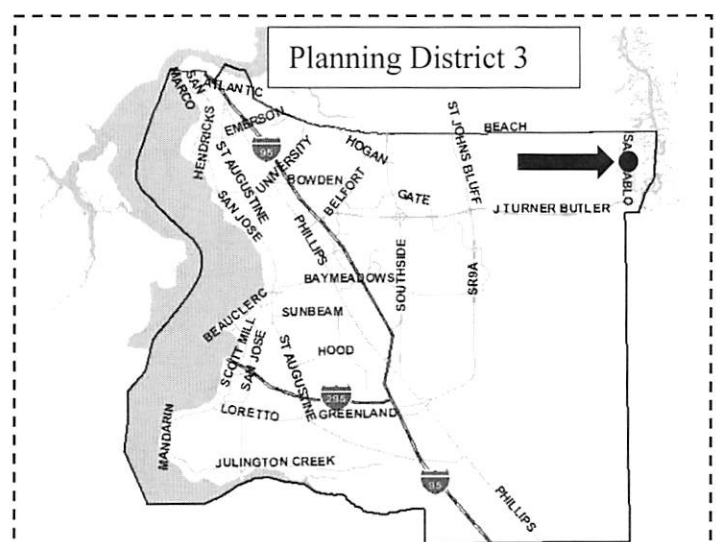 Planning District 3
SAN MARCO
ATLANTIC
HENDRICKS
EMERSON
95
ST AUGUSTINE
UNIVERSITY
HOGAN
ST JOHNS BLUFF
BEACH
BOWDEN
BELFORT
GATE
SAN JOSE
PHILLIPS
J TURNER BUTLER
SOUTHSIDE
SR9A
BAYMEADOWS
BEAUCLERC
SUNBEAM
SCOTT MILL
SAN JOSE
ST AUGUSTINE
HOOD
295
LORETTO
GREENLAND
MANDARIN
JULINGTON CREEK
95
PHILLIPS